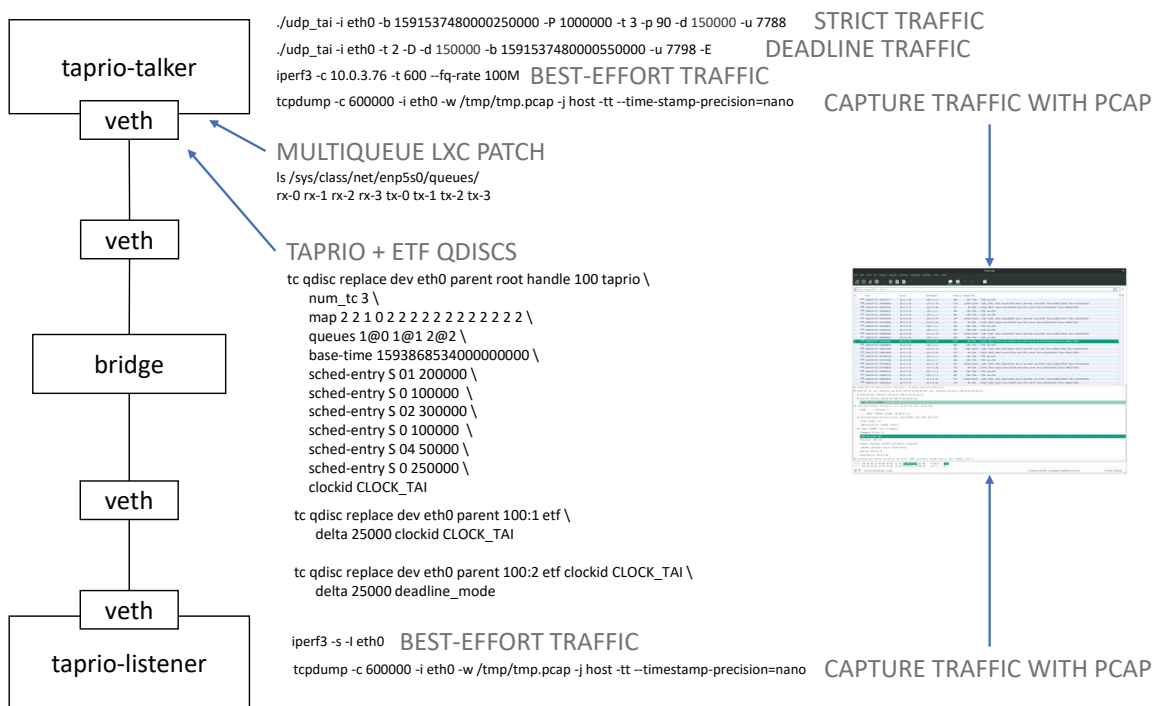 ./udp_tai -i eth0 -b 1591537480000250000 -P 1000000 -t 3 -p 90 -d 150000 -u 7788
STRICT TRAFFIC
./udp_tai -i eth0 -t 2 -D -d 150000 -b 1591537480000550000 -u 7798 -E
DEADLINE TRAFFIC
taprio-talker
iperf3 -c 10.0.3.76 -t 600 --fq-rate 100M
BEST-EFFORT TRAFFIC
tcpdump -c 600000 -i eth0 -w /tmp/tmp.pcap -j host -tt --time-stamp-precision=nano
CAPTURE TRAFFIC WITH PCAP
veth
MULTIQUEUE LXC PATCH
ls /sys/class/net/enp5s0/queues/
rx-0 rx-1 rx-2 rx-3 tx-0 tx-1 tx-2 tx-3
veth
TAPRIO + ETF QDISCS
tc qdisc replace dev eth0 parent root handle 100 taprio \
num_tc 3 \
map 2 2 1 0 2 2 2 2 2 2 2 2 2 2 2 2 \
queues 1@0 1@1 2@2 \
base-time 1593868534000000000 \
sched-entry S 01 200000 \
sched-entry S 0 100000 \
sched-entry S 02 300000 \
sched-entry S 0 100000 \
sched-entry S 04 50000 \
sched-entry S 0 250000 \
clockid CLOCK_TAI
bridge
tc qdisc replace dev eth0 parent 100:1 etf \
delta 25000 clockid CLOCK_TAI
veth
tc qdisc replace dev eth0 parent 100:2 etf clockid CLOCK_TAI \
delta 25000 deadline_mode
veth
iperf3 -s -I eth0
BEST-EFFORT TRAFFIC
taprio-listener
tcpdump -c 600000 -i eth0 -w /tmp/tmp.pcap -j host -tt --timestamp-precision=nano
CAPTURE TRAFFIC WITH PCAP